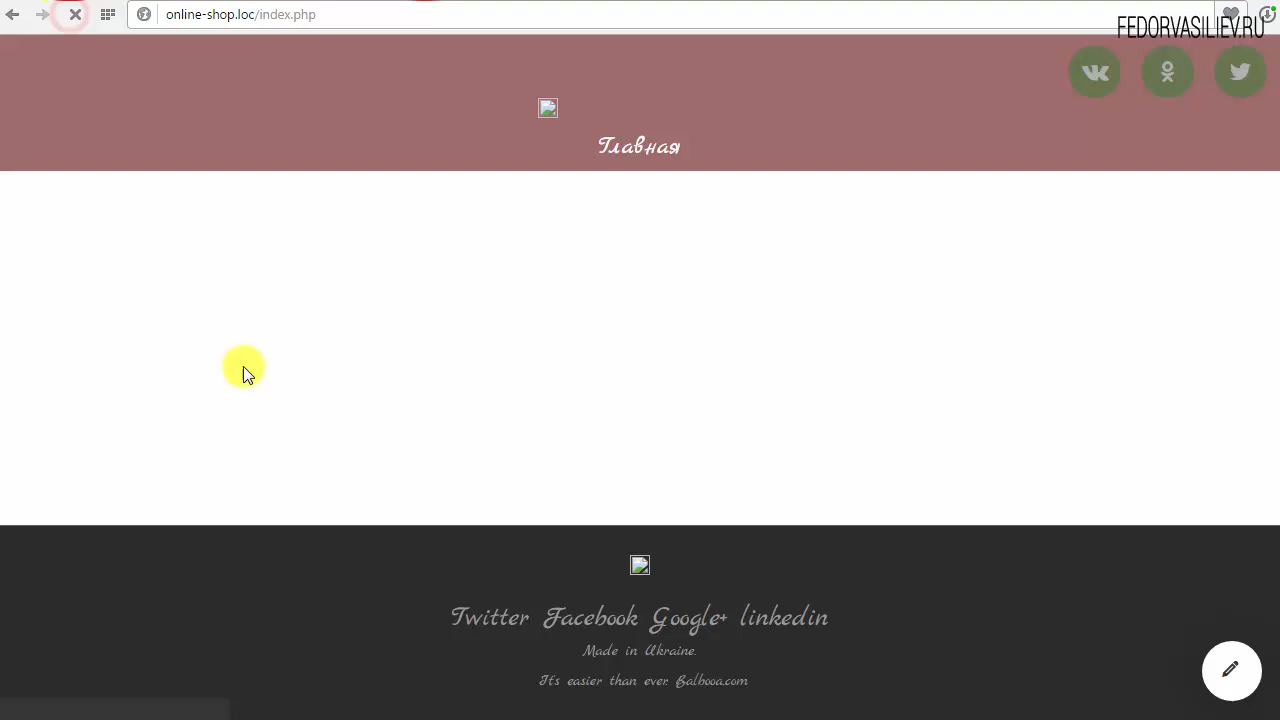 online-shop.loc/index.php
FEDORVASILIEV.RU
Главная
Twitter Facebook Google+ linkedin
Made in Ukraine.
It's easier than ever. Balbooa.com